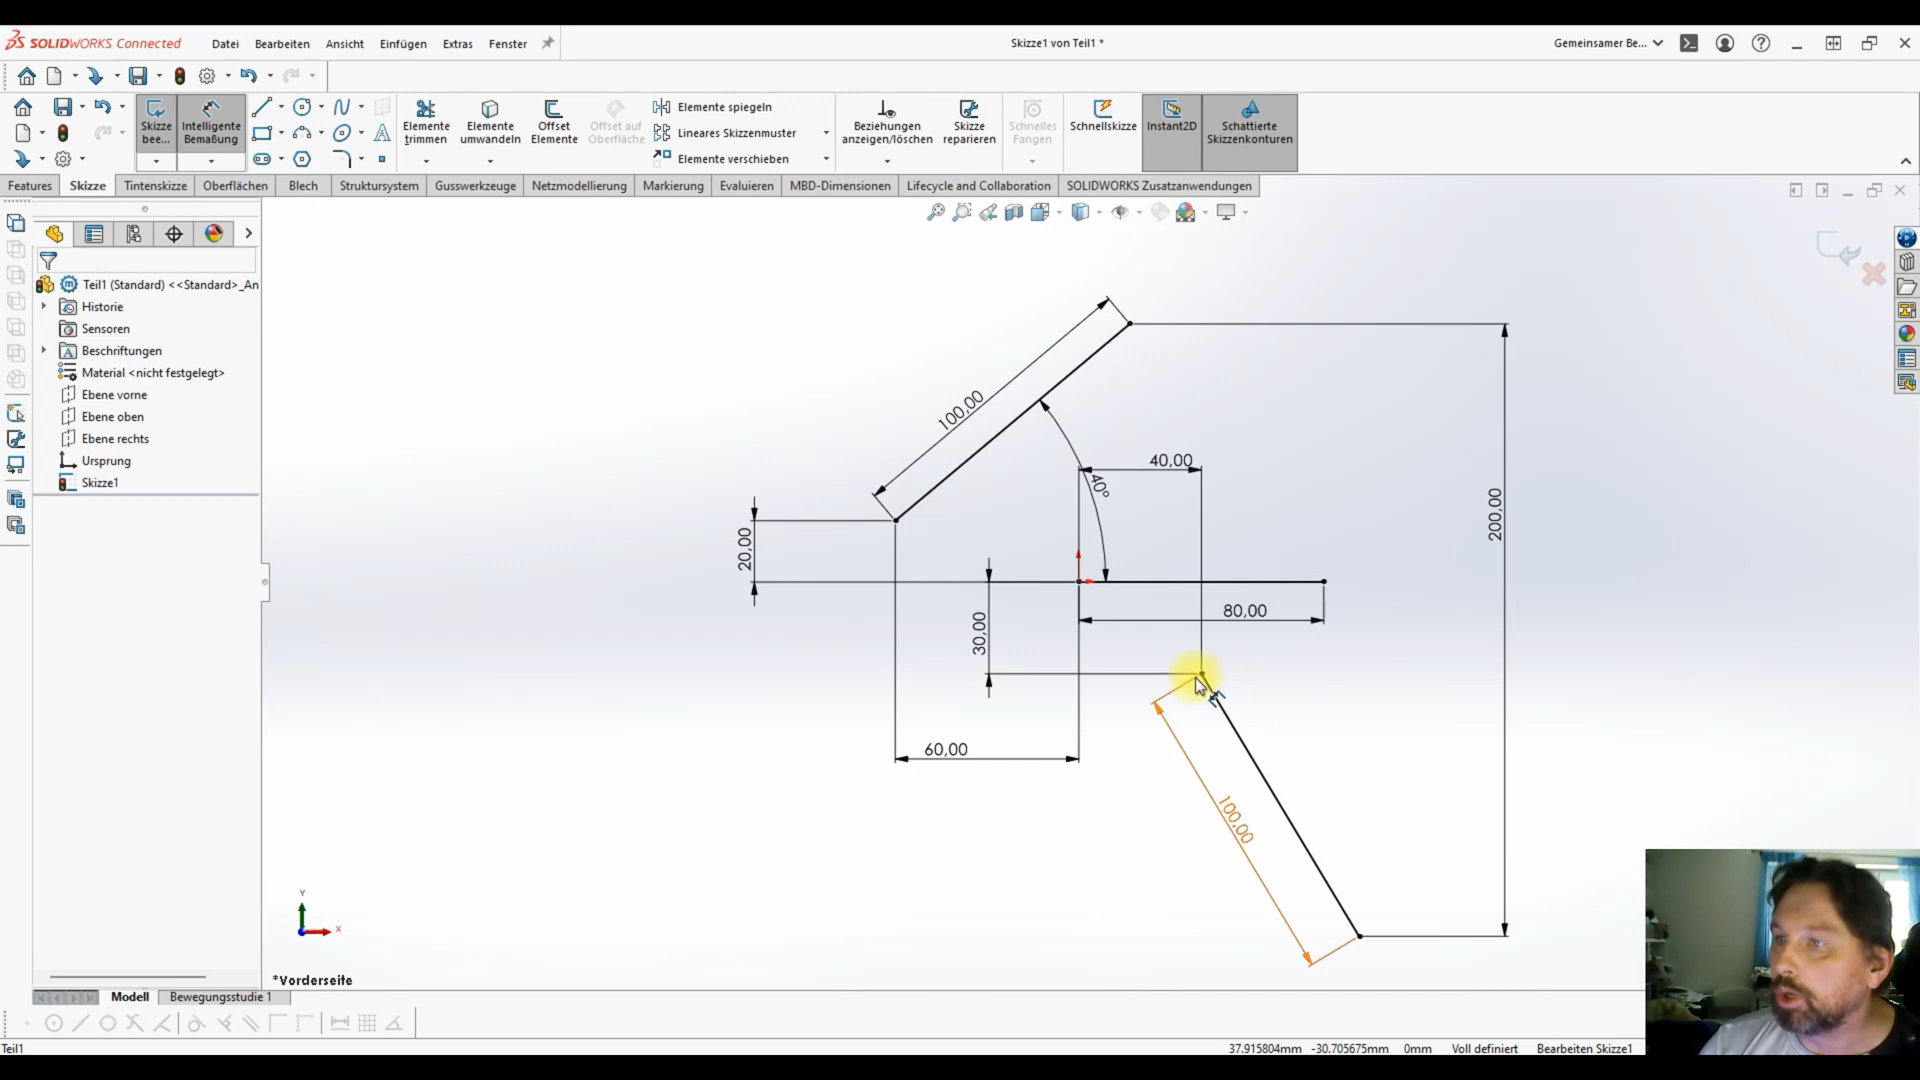 SOLIDWORKS Connected
Datei Bearbeiten Ansicht Einfügen Extras Fenster
Skizze1 von Teil1 *
Gemeinsamer Be...
Skizze bee...
Intelligente Bemaßung
Elemente trimmen
Elemente umwandeln
Offset Elemente
Offset auf Oberfläche
Elemente spiegeln
Lineares Skizzenmuster
Elemente verschieben
Beziehungen anzeigen/löschen
Skizze reparieren
Schnelles Fangen
Schnellskizze
Instant2D
Schattierte Skizzenkonturen
Features Skizze Tintenskizze Oberflächen Blech Struktursystem Gusswerkzeuge Netzmodellierung Markierung Evaluieren MBD-Dimensionen Lifecycle and Collaboration SOLIDWORKS Zusatzanwendungen
Teil1 (Standard) <<Standard>_An
Historie
Sensoren
Beschriftungen
Material <nicht festgelegt>
Ebene vorne
Ebene oben
Ebene rechts
Ursprung
Skizze1
100,00
40,00
40°
200,00
20,00
30,00
80,00
60,00
100,00
Y
X
*Vorderseite
Modell Bewegungsstudie 1
Teil1
37.915804mm -30.705675mm 0mm Voll definiert Bearbeiten Skizze1